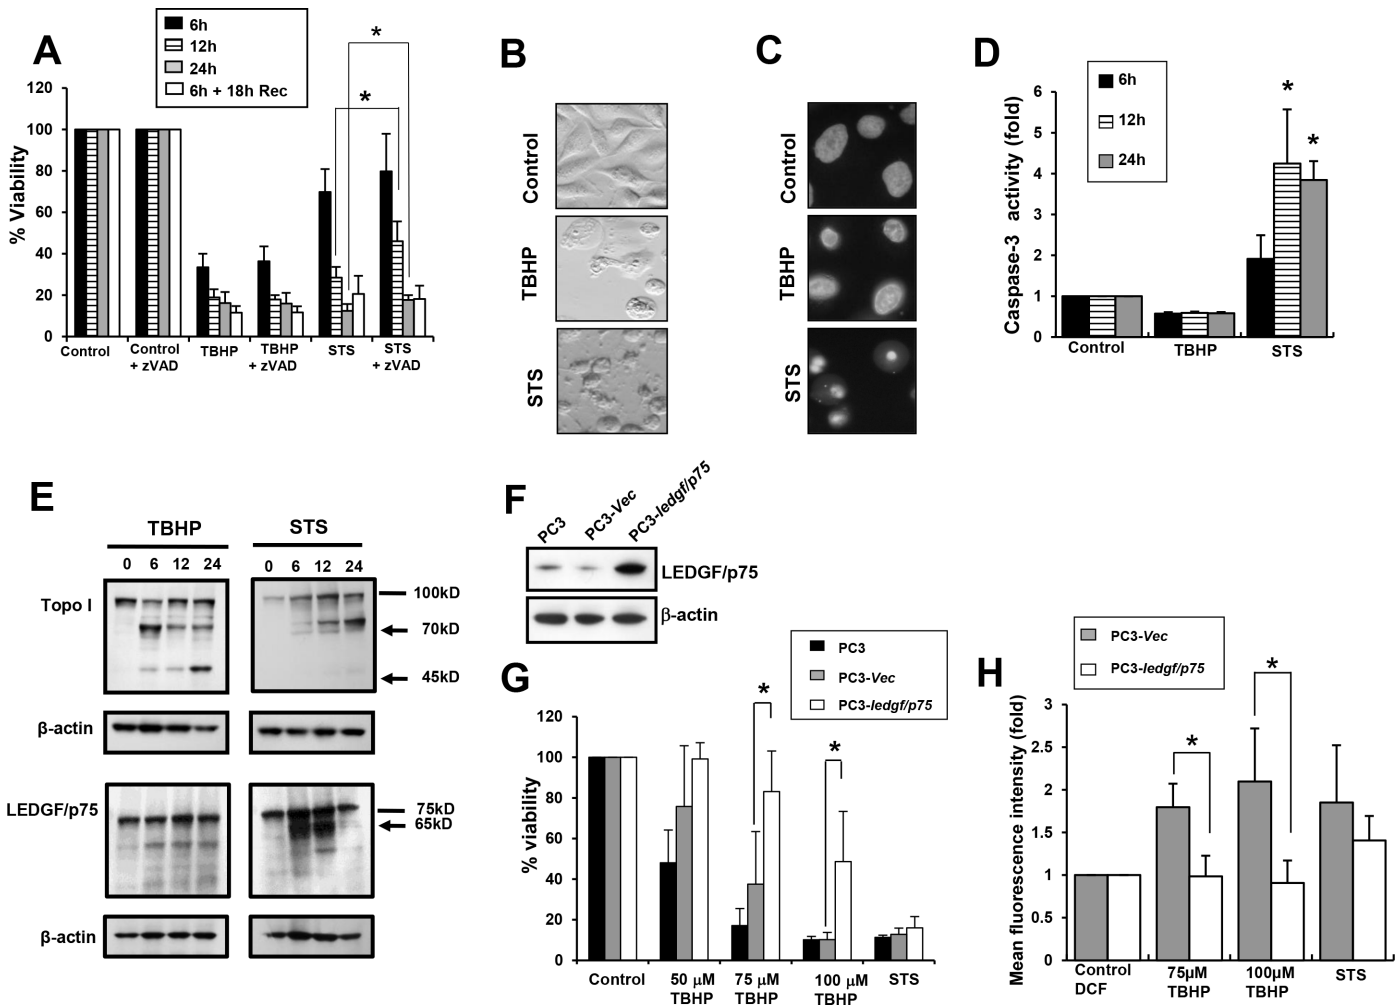 A
6h
12h
24h
6h + 18h Rec
*
*
% Viability
120
100
80
60
40
20
0
Control
Control
+ zVAD
TBHP
TBHP
+ zVAD
STS
STS
+ zVAD
B
Control
TBHP
STS
C
Control
TBHP
STS
D
6h
12h
24h
*
*
Caspase-3 activity (fold)
6
5
4
3
2
1
0
Control
TBHP
STS
E
TBHP
STS
0 6 12 24
0 6 12 24
Topo I
100kD
70kD
45kD
β-actin
LEDGF/p75
75kD
65kD
β-actin
F
PC3
PC3-Vec
PC3-ledgf/p75
LEDGF/p75
β-actin
G
PC3
PC3-Vec
PC3-ledgf/p75
*
*
% viability
120
100
80
60
40
20
0
Control
50 μM
TBHP
75 μM
TBHP
100 μM
TBHP
STS
H
PC3-Vec
PC3-ledgf/p75
*
*
Mean fluorescence intensity (fold)
3
2.5
2
1.5
1
0.5
0
Control
DCF
75μM
TBHP
100μM
TBHP
STS